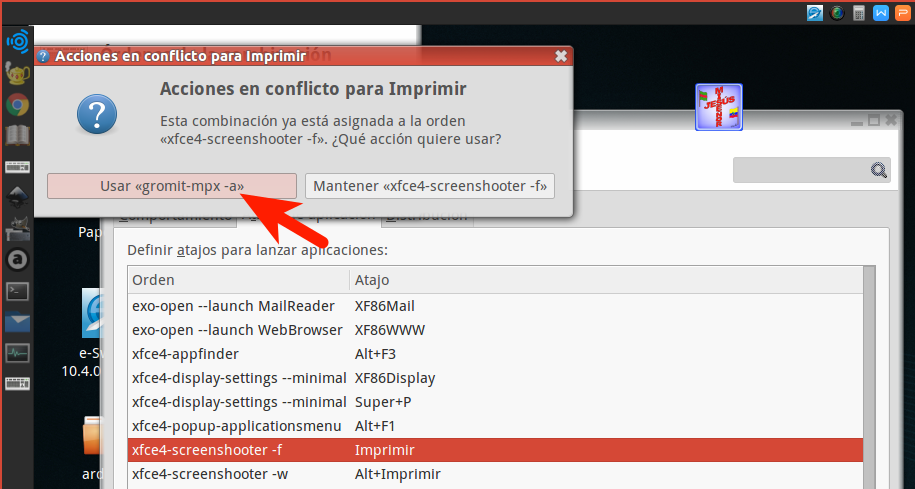 Acciones en conflicto para Imprimir
Acciones en conflicto para Imprimir
Esta combinación ya está asignada a la orden
«xfce4-screenshooter -f». ¿Qué acción quiere usar?
Usar «gromit-mpx -a»
Mantener «xfce4-screenshooter -f»
JESÚS
Definir atajos para lanzar aplicaciones:
Orden Atajo
exo-open --launch MailReader XF86Mail
exo-open --launch WebBrowser XF86WWW
xfce4-appfinder Alt+F3
xfce4-display-settings --minimal XF86Display
xfce4-display-settings --minimal Super+P
xfce4-popup-applicationsmenu Alt+F1
xfce4-screenshooter -f Imprimir
xfce4-screenshooter -w Alt+Imprimir
Pap
e-S
10.4.0
ard